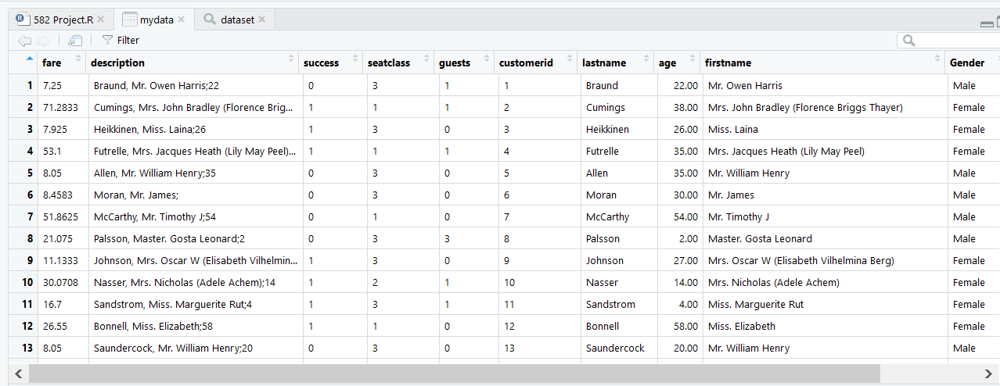 582 Project.R mydata dataset
Filter
fare description success seatclass guests customerid lastname age firstname Gender
1 7.25 Braund, Mr. Owen Harris;22 0 3 1 1 Braund 22.00 Mr. Owen Harris Male
2 71.2833 Cumings, Mrs. John Bradley (Florence Brig... 1 1 1 2 Cumings 38.00 Mrs. John Bradley (Florence Briggs Thayer) Female
3 7.925 Heikkinen, Miss. Laina;26 1 3 0 3 Heikkinen 26.00 Miss. Laina Female
4 53.1 Futrelle, Mrs. Jacques Heath (Lily May Peel)... 1 1 1 4 Futrelle 35.00 Mrs. Jacques Heath (Lily May Peel) Female
5 8.05 Allen, Mr. William Henry;35 0 3 0 5 Allen 35.00 Mr. William Henry Male
6 8.4583 Moran, Mr. James; 0 3 0 6 Moran 30.00 Mr. James Male
7 51.8625 McCarthy, Mr. Timothy J;54 0 1 0 7 McCarthy 54.00 Mr. Timothy J Male
8 21.075 Palsson, Master. Gosta Leonard;2 0 3 3 8 Palsson 2.00 Master. Gosta Leonard Male
9 11.1333 Johnson, Mrs. Oscar W (Elisabeth Vilhelmin... 1 3 0 9 Johnson 27.00 Mrs. Oscar W (Elisabeth Vilhelmina Berg) Female
10 30.0708 Nasser, Mrs. Nicholas (Adele Achem);14 1 2 1 10 Nasser 14.00 Mrs. Nicholas (Adele Achem) Female
11 16.7 Sandstrom, Miss. Marguerite Rut;4 1 3 1 11 Sandstrom 4.00 Miss. Marguerite Rut Female
12 26.55 Bonnell, Miss. Elizabeth;58 1 1 0 12 Bonnell 58.00 Miss. Elizabeth Female
13 8.05 Saundercock, Mr. William Henry;20 0 3 0 13 Saundercock 20.00 Mr. William Henry Male